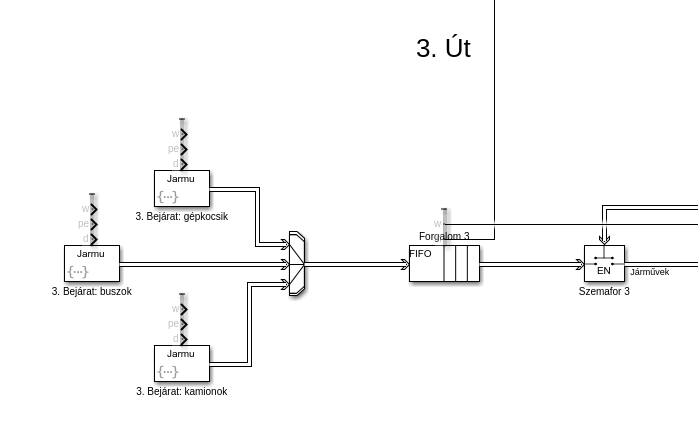 3. Út
w
pe
d
Jarmu
{...}
3. Bejárat: gépkocsik
w
pe
d
Jarmu
{...}
3. Bejárat: buszok
w
Forgalom 3
FIFO
EN
Járművek
Szemafor 3
w
pe
d
Jarmu
{...}
3. Bejárat: kamionok